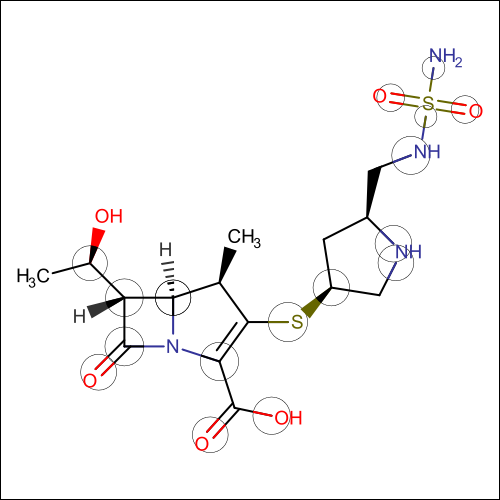 NH₂
O S O
NH
OH
H CH₃ NH
H₃C
H S
O N
O OH